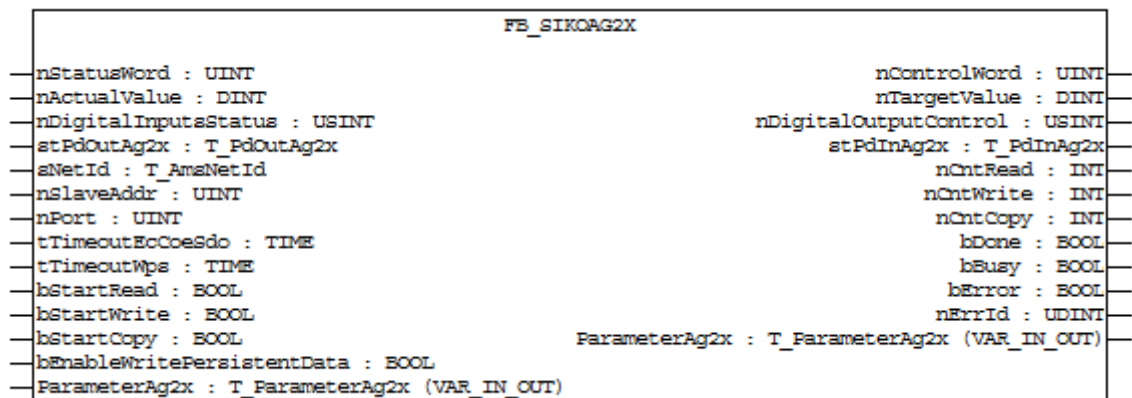 FB_SIKOAG2X
nStatusWord : UINT nControlWord : UINT
nActualValue : DINT nTargetValue : DINT
nDigitalInputsStatus : USINT nDigitalOutputControl : USINT
stPdOutAg2x : T_PdOutAg2x stPdInAg2x : T_PdInAg2x
sNetId : T_AmsNetId nCntRead : INT
nSlaveAddr : UINT nCntWrite : INT
nPort : UINT nCntCopy : INT
tTimeoutEcCoeSdo : TIME bDone : BOOL
tTimeoutWps : TIME bBusy : BOOL
bStartRead : BOOL bError : BOOL
bStartWrite : BOOL nErrId : UDINT
bStartCopy : BOOL ParameterAg2x : T_ParameterAg2x (VAR_IN_OUT)
bEnableWritePersistentData : BOOL
ParameterAg2x : T_ParameterAg2x (VAR_IN_OUT)